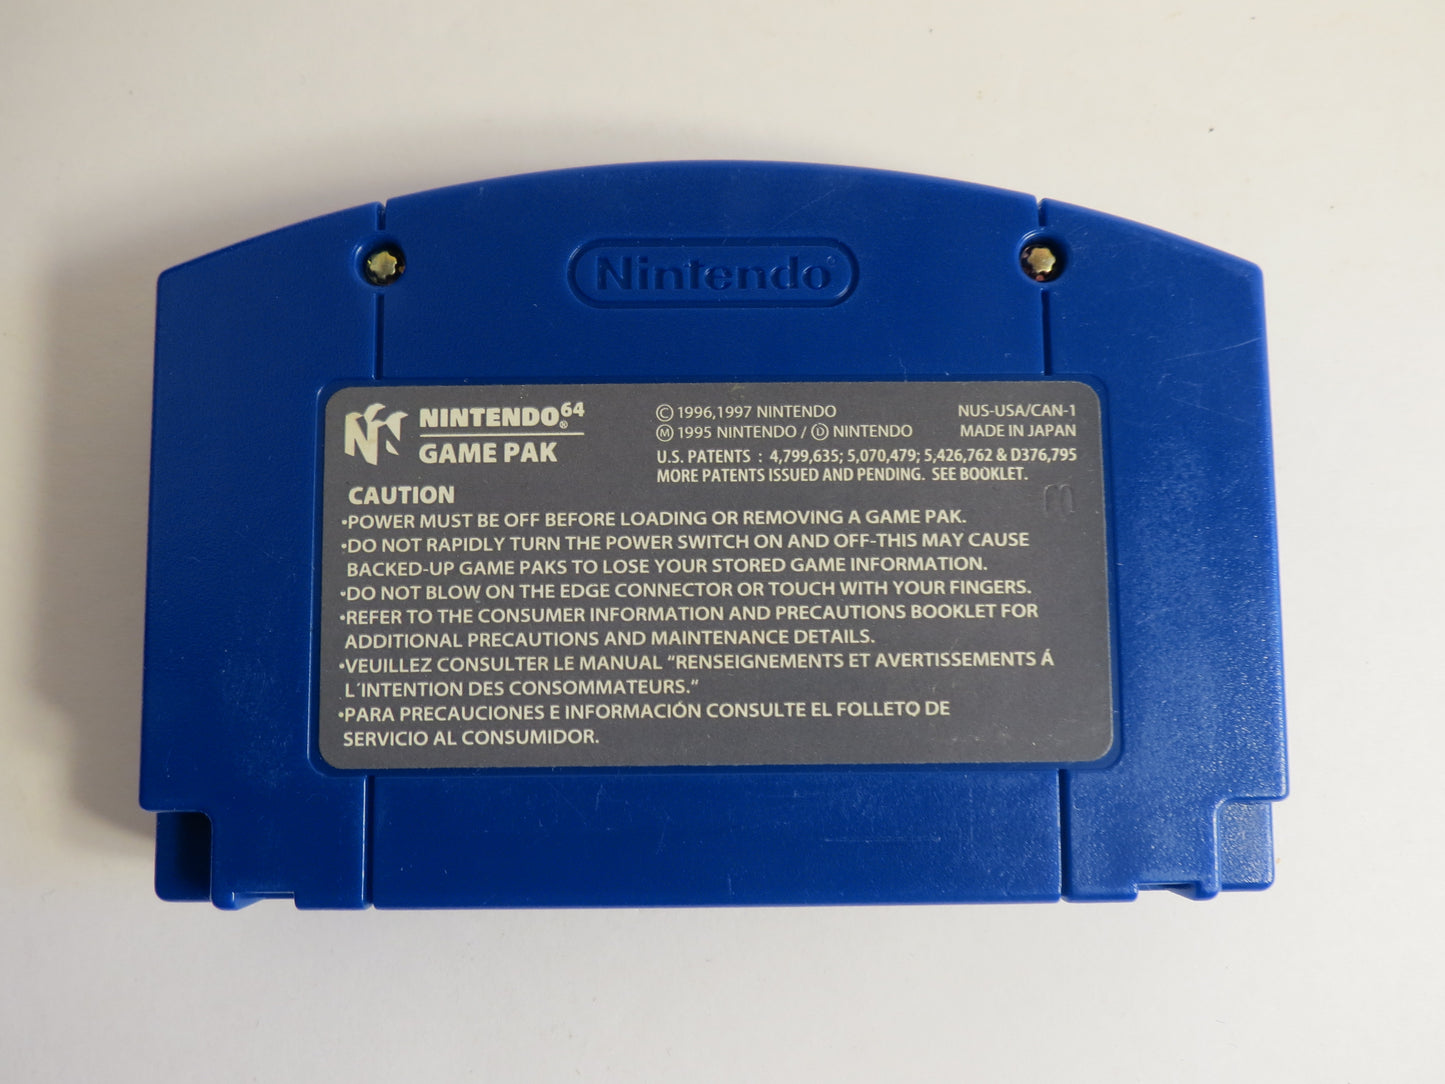 Nintendo®
NINTENDO64®
GAME PAK
© 1996,1997 NINTENDO
Ⓜ 1995 NINTENDO / Ⓓ NINTENDO
NUS-USA/CAN-1
MADE IN JAPAN
U.S. PATENTS : 4,799,635; 5,070,479; 5,426,762 & D376,795
MORE PATENTS ISSUED AND PENDING. SEE BOOKLET.
CAUTION
•POWER MUST BE OFF BEFORE LOADING OR REMOVING A GAME PAK.
•DO NOT RAPIDLY TURN THE POWER SWITCH ON AND OFF-THIS MAY CAUSE
BACKED-UP GAME PAKS TO LOSE YOUR STORED GAME INFORMATION.
•DO NOT BLOW ON THE EDGE CONNECTOR OR TOUCH WITH YOUR FINGERS.
•REFER TO THE CONSUMER INFORMATION AND PRECAUTIONS BOOKLET FOR
ADDITIONAL PRECAUTIONS AND MAINTENANCE DETAILS.
•VEUILLEZ CONSULTER LE MANUAL "RENSEIGNEMENTS ET AVERTISSEMENTS Á
L´INTENTION DES CONSOMMATEURS."
•PARA PRECAUCIONES E INFORMACIÓN CONSULTE EL FOLLETO DE
SERVICIO AL CONSUMIDOR.